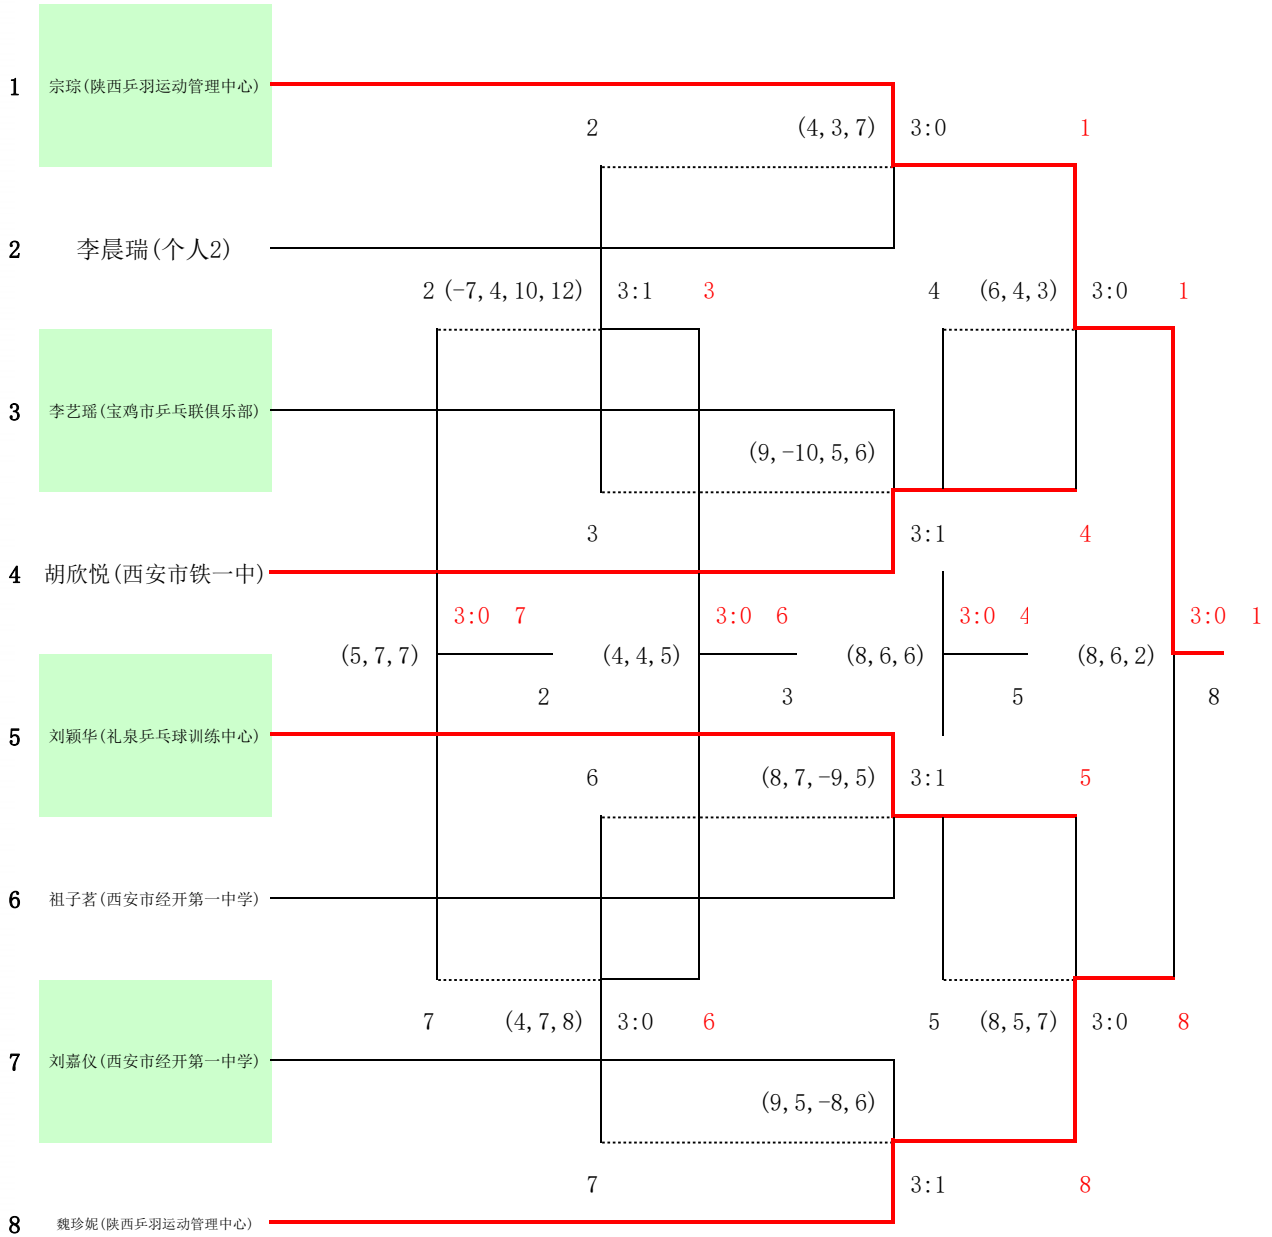 1 宗琮(陕西乒羽运动管理中心)
2 (4,3,7) 3:0 1
2 李晨瑞(个人2)
2 (-7,4,10,12) 3:1 3 4 (6,4,3) 3:0 1
3 李艺瑶(宝鸡市乒乓联俱乐部)
(9,-10,5,6)
3 3:1 4
4 胡欣悦(西安市铁一中)
3:0 7 3:0 6 3:0 4 3:0 1
(5,7,7) (4,4,5) (8,6,6) (8,6,2)
2 3 5 8
5 刘颖华(礼泉乒乓球训练中心)
6 (8,7,-9,5) 3:1 5
6 祖子茗(西安市经开第一中学)
7 (4,7,8) 3:0 6 5 (8,5,7) 3:0 8
7 刘嘉仪(西安市经开第一中学)
(9,5,-8,6)
7 3:1 8
8 魏珍妮(陕西乒羽运动管理中心)